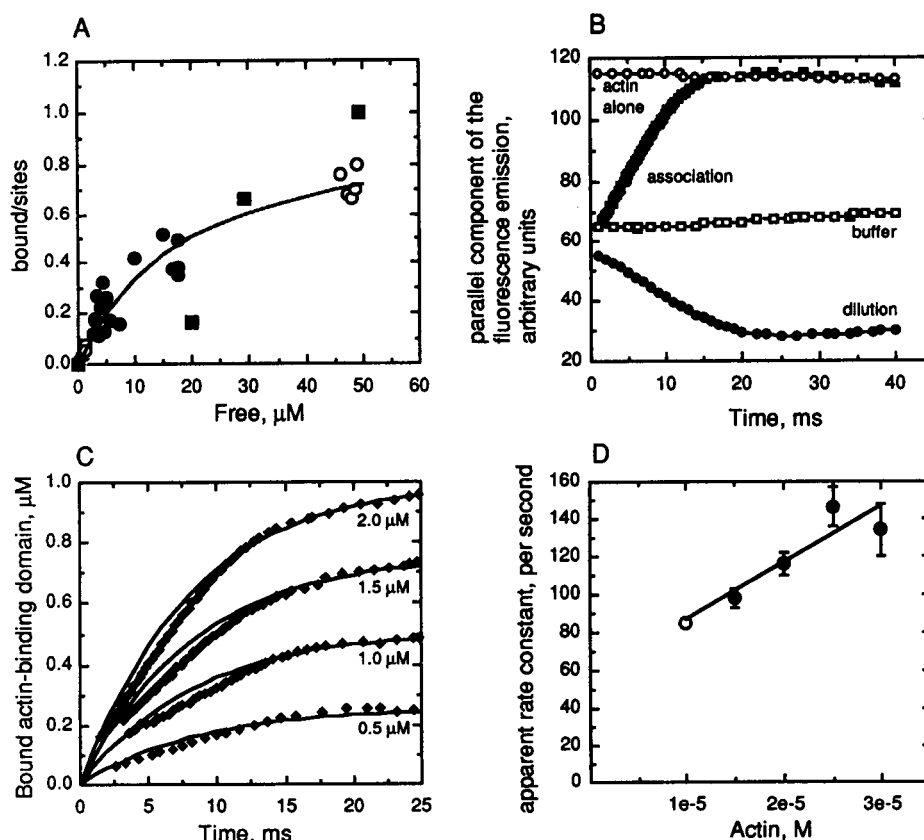 A
bound/sites
1.2
1.0
0.8
0.6
0.4
0.2
0.0
0 10 20 30 40 50 60
Free, μM
B
parallel component of the
fluorescence emission,
arbitrary units
120
100
80
60
40
20
actin
alone
association
buffer
dilution
0 10 20 30 40
Time, ms
C
Bound actin-binding domain, μM
1.0
0.8
0.6
0.4
0.2
0.0
2.0 μM
1.5 μM
1.0 μM
0.5 μM
0 5 10 15 20 25
Time, ms
D
apparent rate constant, per second
160
140
120
100
80
60
40
20
0
1e-5 2e-5 3e-5
Actin, M